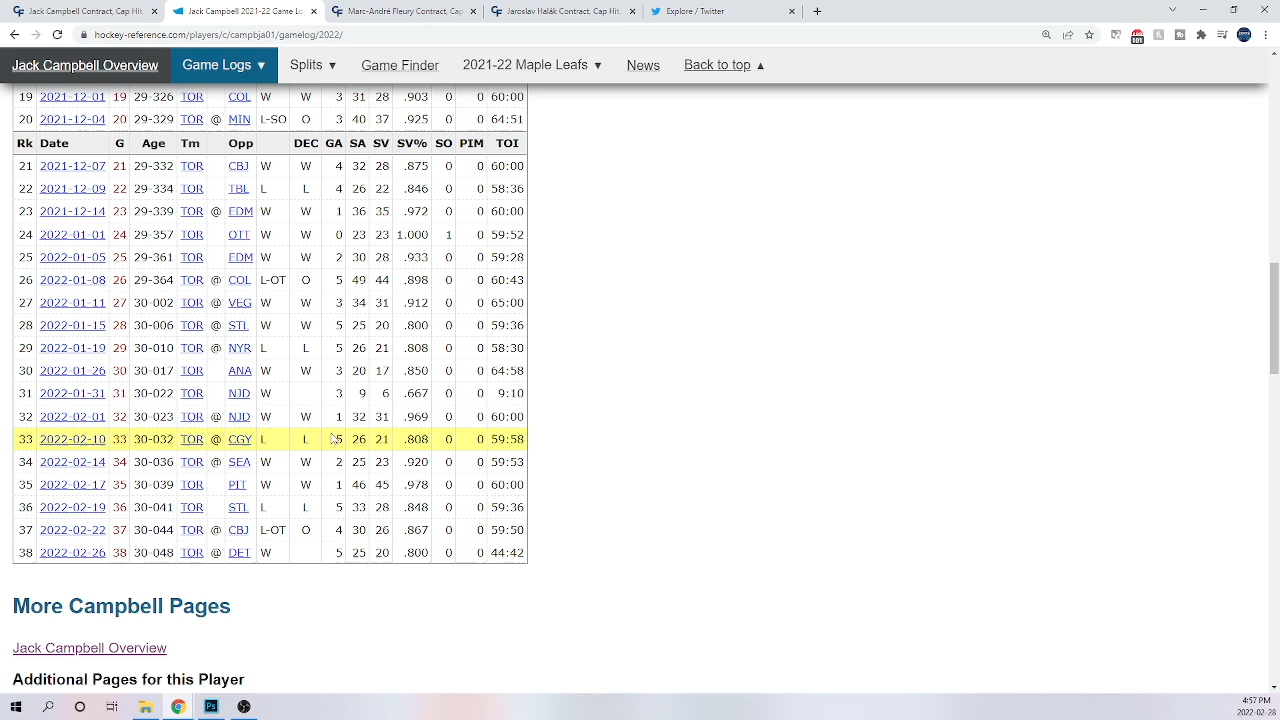 Jack Campbell Contract, Cap Hit,
Jack Campbell 2021-22 Game Lo
Marc-André Fleury Contract, Cap
Jaroslav Halák Contract, Cap Hit,
Explore / Twitter
hockey-reference.com/players/c/campbja01/gamelog/2022/
101
Jack Campbell Overview Game Logs ▼ Splits ▼ Game Finder 2021-22 Maple Leafs ▼ News Back to top ▲
19 2021-12-01 19 29-326 TOR COL W W 3 31 28 .903 0 0 60:00
20 2021-12-04 20 29-329 TOR @ MIN L-SO O 3 40 37 .925 0 0 64:51
Rk Date G Age Tm Opp DEC GA SA SV SV% SO PIM TOI
21 2021-12-07 21 29-332 TOR CBJ W W 4 32 28 .875 0 0 60:00
22 2021-12-09 22 29-334 TOR TBL L L 4 26 22 .846 0 0 58:36
23 2021-12-14 23 29-339 TOR @ EDM W W 1 36 35 .972 0 0 60:00
24 2022-01-01 24 29-357 TOR OTT W W 0 23 23 1.000 1 0 59:52
25 2022-01-05 25 29-361 TOR EDM W W 2 30 28 .933 0 0 59:28
26 2022-01-08 26 29-364 TOR @ COL L-OT O 5 49 44 .898 0 0 60:43
27 2022-01-11 27 30-002 TOR @ VEG W W 3 34 31 .912 0 0 65:00
28 2022-01-15 28 30-006 TOR @ STL W W 5 25 20 .800 0 0 59:36
29 2022-01-19 29 30-010 TOR @ NYR L L 5 26 21 .808 0 0 58:30
30 2022-01-26 30 30-017 TOR ANA W W 3 20 17 .850 0 0 64:58
31 2022-01-31 31 30-022 TOR NJD W 3 9 6 .667 0 0 9:10
32 2022-02-01 32 30-023 TOR @ NJD W W 1 32 31 .969 0 0 60:00
33 2022-02-10 33 30-032 TOR @ CGY L L 5 26 21 .808 0 0 59:58
34 2022-02-14 34 30-036 TOR @ SEA W W 2 25 23 .920 0 0 59:53
35 2022-02-17 35 30-039 TOR PIT W W 1 46 45 .978 0 0 60:00
36 2022-02-19 36 30-041 TOR STL L L 5 33 28 .848 0 0 59:36
37 2022-02-22 37 30-044 TOR @ CBJ L-OT O 4 30 26 .867 0 0 59:50
38 2022-02-26 38 30-048 TOR @ DET W 5 25 20 .800 0 0 44:42
More Campbell Pages
Jack Campbell Overview
Additional Pages for this Player
4:57 PM
2022-02-28